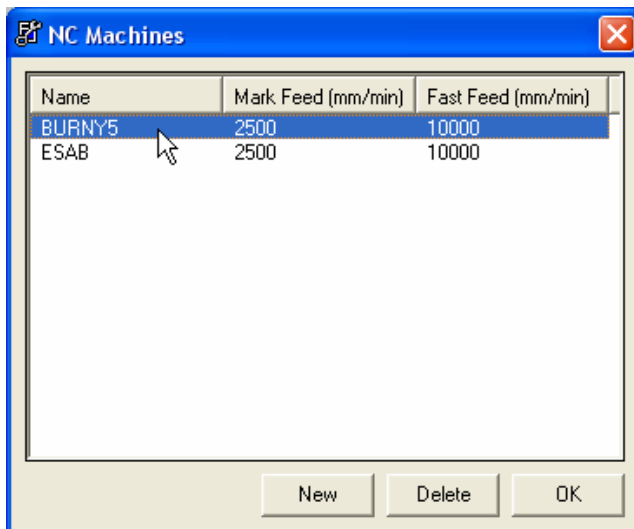 NC Machines
Name Mark Feed (mm/min) Fast Feed (mm/min)
BURNY5 2500 10000
ESAB 2500 10000
New Delete OK